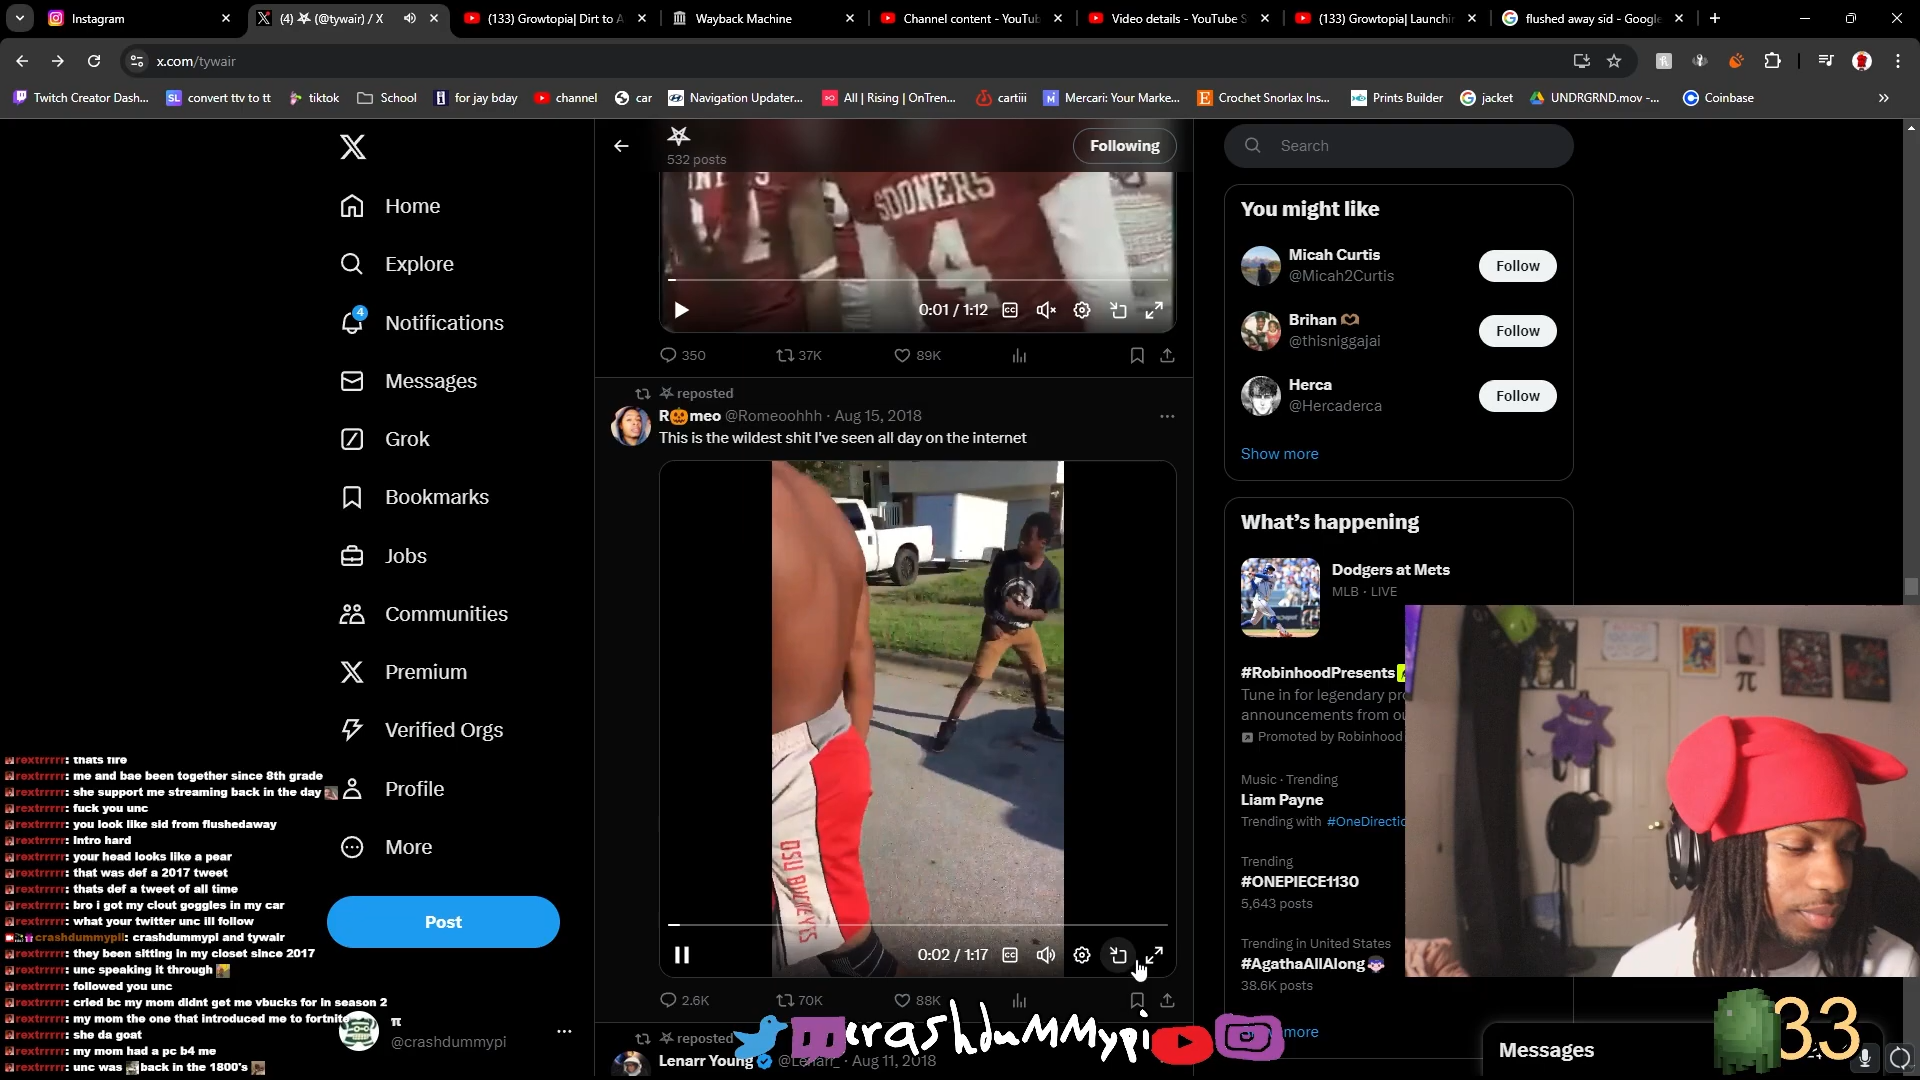 Instagram
(4) (@tywair) / X
(133) Growtopia| Dirt to A
Wayback Machine
Channel content - YouTub
Video details - YouTube S
(133) Growtopia| Launchi
flushed away sid - Google
x.com/tywair
Twitch Creator Dash...
convert ttv to tt
tiktok
School
for jay bday
channel
car
Navigation Updater...
All | Rising | OnTren...
cartiii
Mercari: Your Marke...
Crochet Snorlax Ins...
Prints Builder
jacket
UNDRGRND.mov -...
Coinbase
Home
Explore
4
Notifications
Messages
Grok
Bookmarks
Jobs
Communities
Premium
Verified Orgs
Profile
More
Post
π
@crashdummypi
rextrrrrr: thats fire
rextrrrrr: me and bae been together since 8th grade
rextrrrrr: she support me streaming back in the day
rextrrrrr: fuck you unc
rextrrrrr: you look like sid from flushedaway
rextrrrrr: intro hard
rextrrrrr: your head looks like a pear
rextrrrrr: that was def a 2017 tweet
rextrrrrr: thats def a tweet of all time
rextrrrrr: bro i got my clout goggles in my car
rextrrrrr: what your twitter unc ill follow
crashdummypii: crashdummypi and tywair
rextrrrrr: they been sitting in my closet since 2017
rextrrrrr: unc speaking it through
rextrrrrr: followed you unc
rextrrrrr: cried bc my mom didnt get me vbucks for in season 2
rextrrrrr: my mom the one that introduced me to fortnite
rextrrrrr: she da goat
rextrrrrr: my mom had a pc b4 me
rextrrrrr: unc was back in the 1800's
532 posts
Following
SOONERS
4
0:01 / 1:12
350
37K
89K
reposted
R🎃meo @Romeoohhh · Aug 15, 2018
This is the wildest shit I've seen all day on the internet
OSU BUCKEYES
0:02 / 1:17
2.6K
70K
88K
reposted
Lenarr Young @Lenarr_ · Aug 11, 2018
crashdummypi
Search
You might like
Micah Curtis
@Micah2Curtis
Follow
Brihan
@thisniggajai
Follow
Herca
@Hercaderca
Follow
Show more
What's happening
Dodgers at Mets
MLB · LIVE
#RobinhoodPresents
Tune in for legendary pr
announcements from ou
Promoted by Robinhood
Music · Trending
Liam Payne
Trending with #OneDirectio
Trending
#ONEPIECE1130
5,643 posts
Trending in United States
#AgathaAllAlong
38.6K posts
more
π
Messages
33